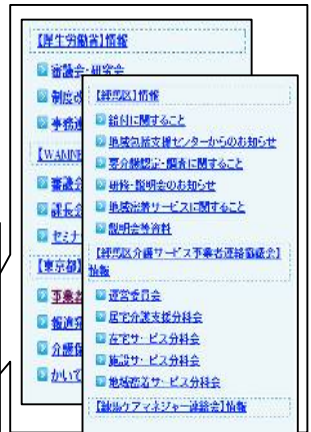 【厚生労働省】情報
審議会・研究会
制度改
事務連
【WAMNE
審議会
課長会
セミナ
【東京都】
事業者
報道発
介護保
かいて
【練馬区】情報
給付に関すること
地域包括支援センターからのお知らせ
要介護認定・調査に関すること
研修・説明会のお知らせ
地域密着サービスに関すること
説明会等資料
【練馬区介護サービス事業者連絡協議会】
情報
運営委員会
居宅介護支援分科会
在宅サービス分科会
施設サービス分科会
地域密着サービス分科会
【練馬ケアマネジャー連絡会】情報